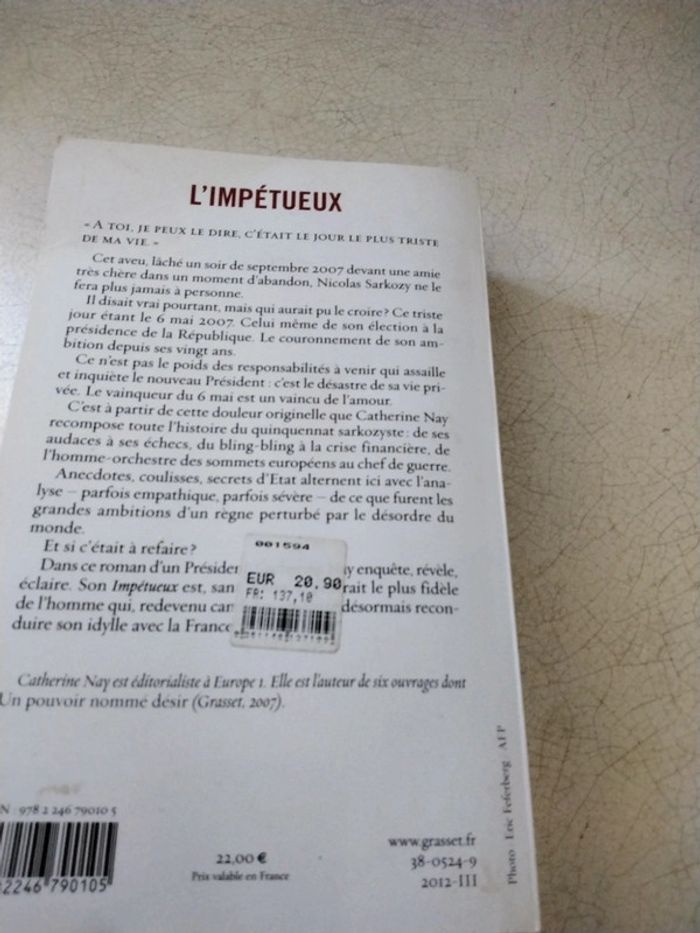 L'IMPÉTUEUX
« A TOI, JE PEUX LE DIRE, C'ÉTAIT LE JOUR LE PLUS TRISTE
DE MA VIE. »
Cet aveu, lâché un soir de septembre 2007 devant une amie
très chère dans un moment d'abandon, Nicolas Sarkozy ne le
fera plus jamais à personne.
Il disait vrai pourtant, mais qui aurait pu le croire? Ce triste
jour étant le 6 mai 2007. Celui même de son élection à la
présidence de la République. Le couronnement de son am-
bition depuis ses vingt ans.
Ce n'est pas le poids des responsabilités à venir qui assaille
et inquiète le nouveau Président : c'est le désastre de sa vie pri-
vée. Le vainqueur du 6 mai est un vaincu de l'amour.
C'est à partir de cette douleur originelle que Catherine Nay
recompose toute l'histoire du quinquennat sarkozyste : de ses
audaces à ses échecs, du bling-bling à la crise financière, de
l'homme-orchestre des sommets européens au chef de guerre.
Anecdotes, coulisses, secrets d'Etat alternent ici avec l'ana-
lyse – parfois empathique, parfois sévère – de ce que furent les
grandes ambitions d'un règne perturbé par le désordre du
monde.
Et si c'était à refaire?
Dans ce roman d'un Présiden y enquête, révèle,
éclaire. Son Impétueux est, san rait le plus fidèle
de l'homme qui, redevenu can désormais recon-
duire son idylle avec la France
001594
EUR 20,90
FR: 137,10
Catherine Nay est éditorialiste à Europe 1. Elle est l'auteur de six ouvrages dont
Un pouvoir nommé désir (Grasset, 2007).
N : 978 2 246 79010 5
2246 790105
22,00 €
Prix valable en France
www.grasset.fr
38-0524-9
2012-III
Photo : Eric Feferberg / AFP